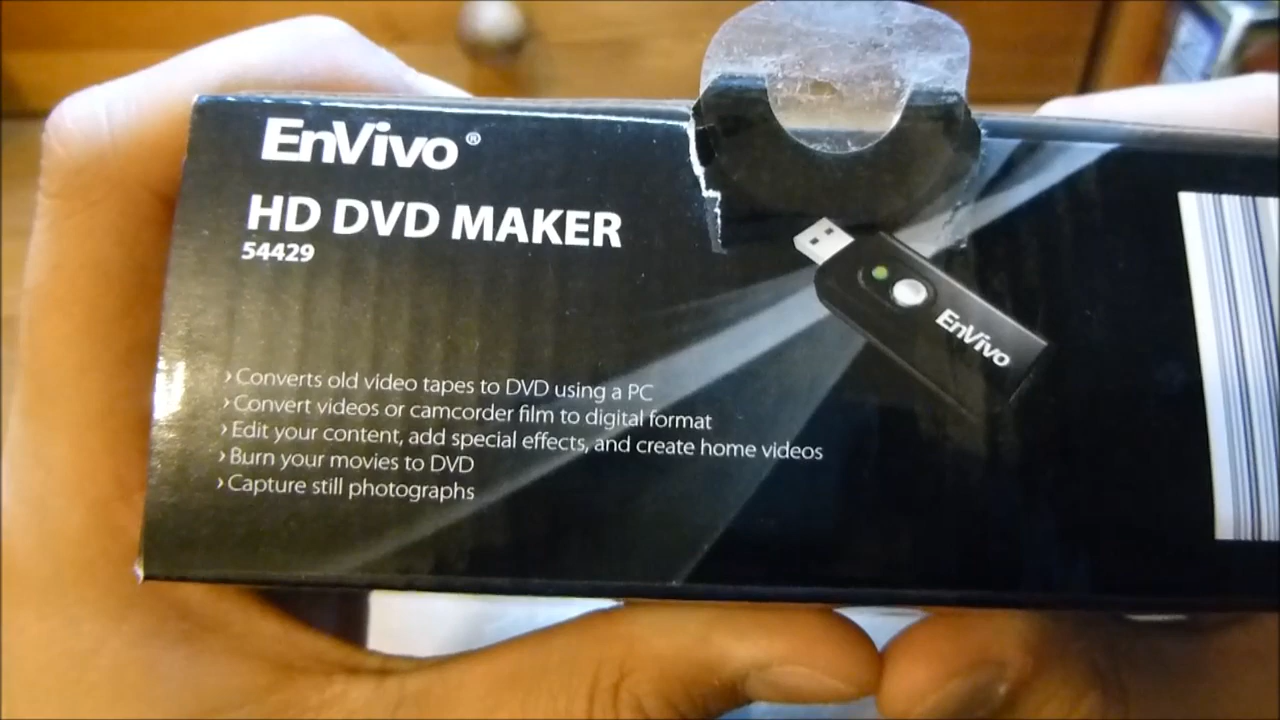 EnVivo®
HD DVD MAKER
54429
EnVivo
› Converts old video tapes to DVD using a PC
› Convert videos or camcorder film to digital format
› Edit your content, add special effects, and create home videos
› Burn your movies to DVD
› Capture still photographs